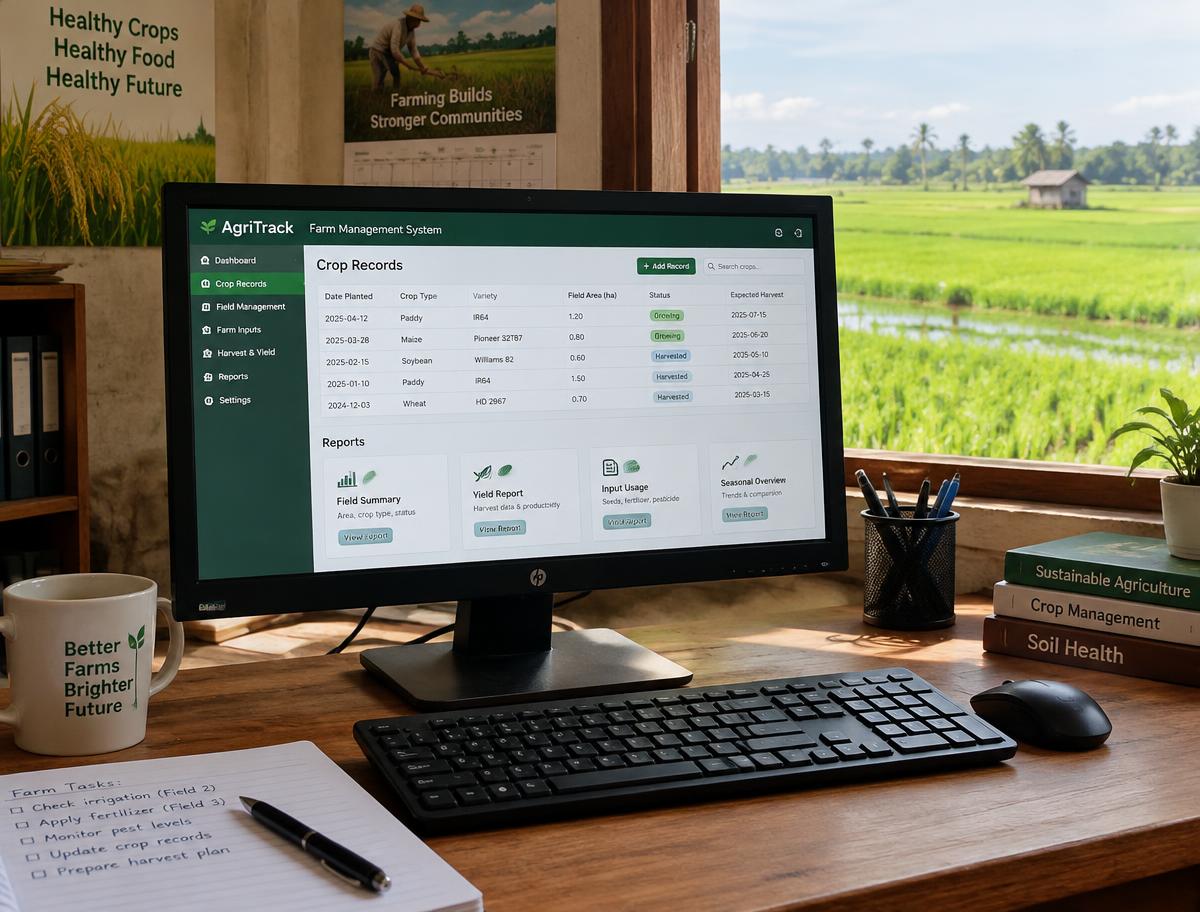 Healthy Crops
Healthy Food
Healthy Future
Farming Builds
Stronger Communities
AgriTrack Farm Management System
Dashboard
Crop Records
Field Management
Farm Inputs
Harvest & Yield
Reports
Settings
Crop Records
+ Add Record
Search crops...
Date Planted Crop Type Variety Field Area (ha) Status Expected Harvest
2025-04-12 Paddy IR64 1.20 Growing 2025-07-15
2025-03-28 Maize Pioneer 32T87 0.80 Growing 2025-06-20
2025-02-15 Soybean Williams 82 0.60 Harvested 2025-05-10
2025-01-10 Paddy IR64 1.50 Harvested 2025-04-25
2024-12-03 Wheat HD 2967 0.70 Harvested 2025-03-15
Reports
Field Summary
Area, crop type, status
View
Yield Report
Harvest data & productivity
View Report
Input Usage
Seeds, fertilizer, pesticide
Seasonal Overview
Trends & comparison
View Report
hp
Better
Farms
Brighter
Future
Sustainable Agriculture
Crop Management
Soil Health
Farm Tasks:
Check irrigation (Field 2)
Apply fertilizer (Field 3)
Monitor pest levels
Update crop records
Prepare harvest plan